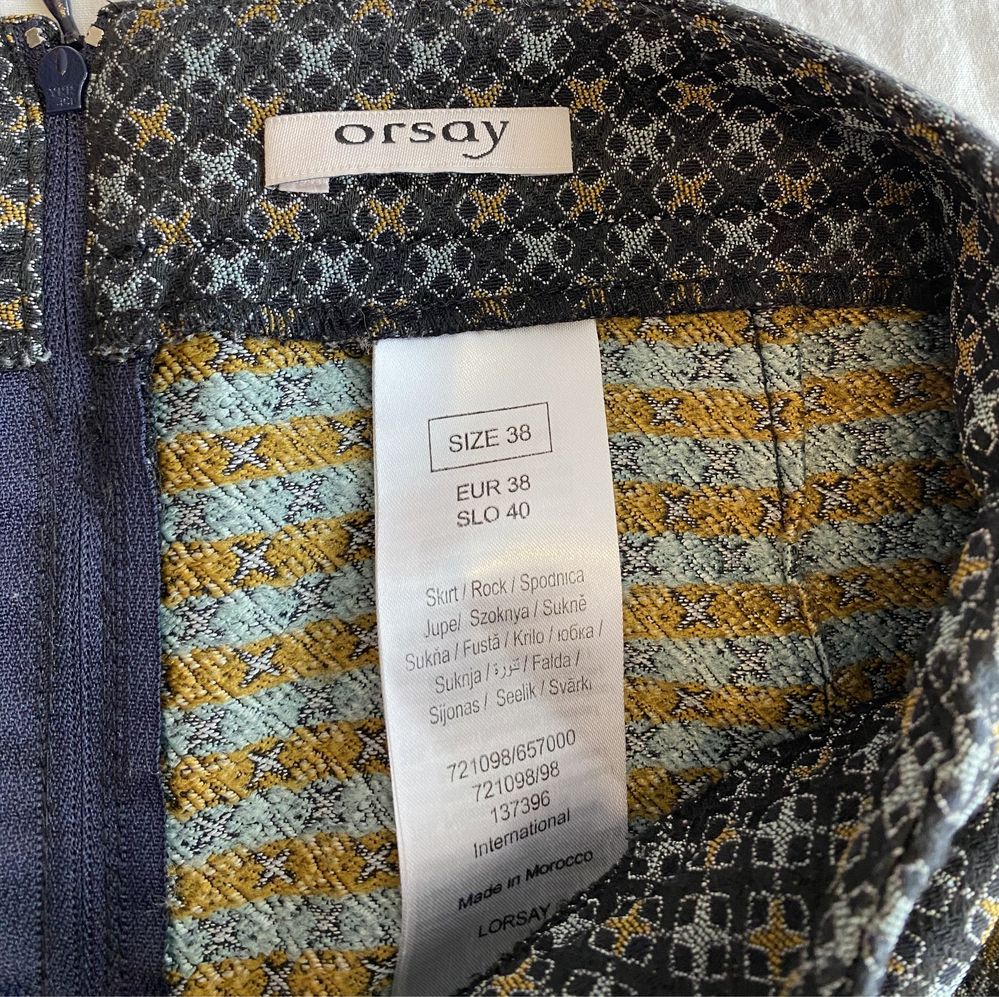 orsay
SIZE 38
EUR 38
SLO 40
Skirt / Rock / Spodnica
Jupe/ Szoknya / Sukně
Sukňa / Fustă / Krilo / юбка /
Suknja / تنورة / Falda /
Sijonas / Seelik / Svārki
721098/657000
721098/98
137396
International
Made in Morocco
LORSAY